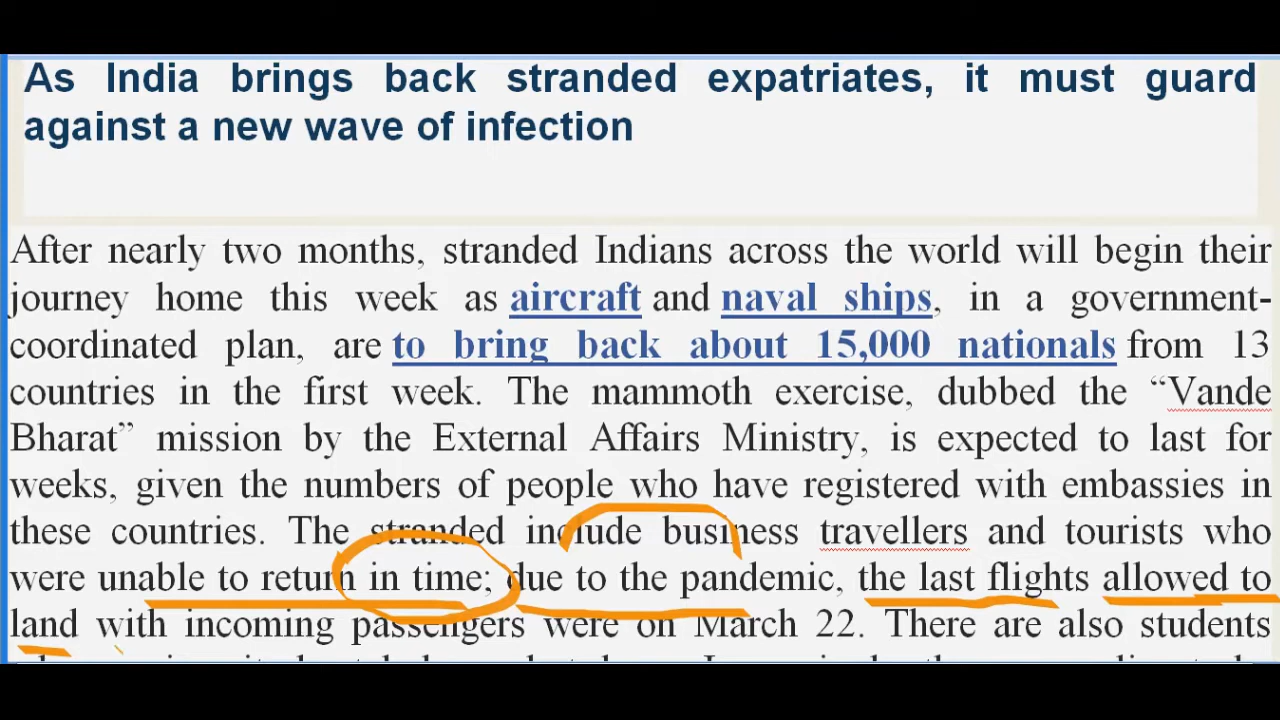 As India brings back stranded expatriates, it must guard
against a new wave of infection
After nearly two months, stranded Indians across the world will begin their
journey home this week as aircraft and naval ships, in a government-
coordinated plan, are to bring back about 15,000 nationals from 13
countries in the first week. The mammoth exercise, dubbed the “Vande
Bharat” mission by the External Affairs Ministry, is expected to last for
weeks, given the numbers of people who have registered with embassies in
these countries. The stranded include business travellers and tourists who
were unable to return in time; due to the pandemic, the last flights allowed to
land with incoming passengers were on March 22. There are also students